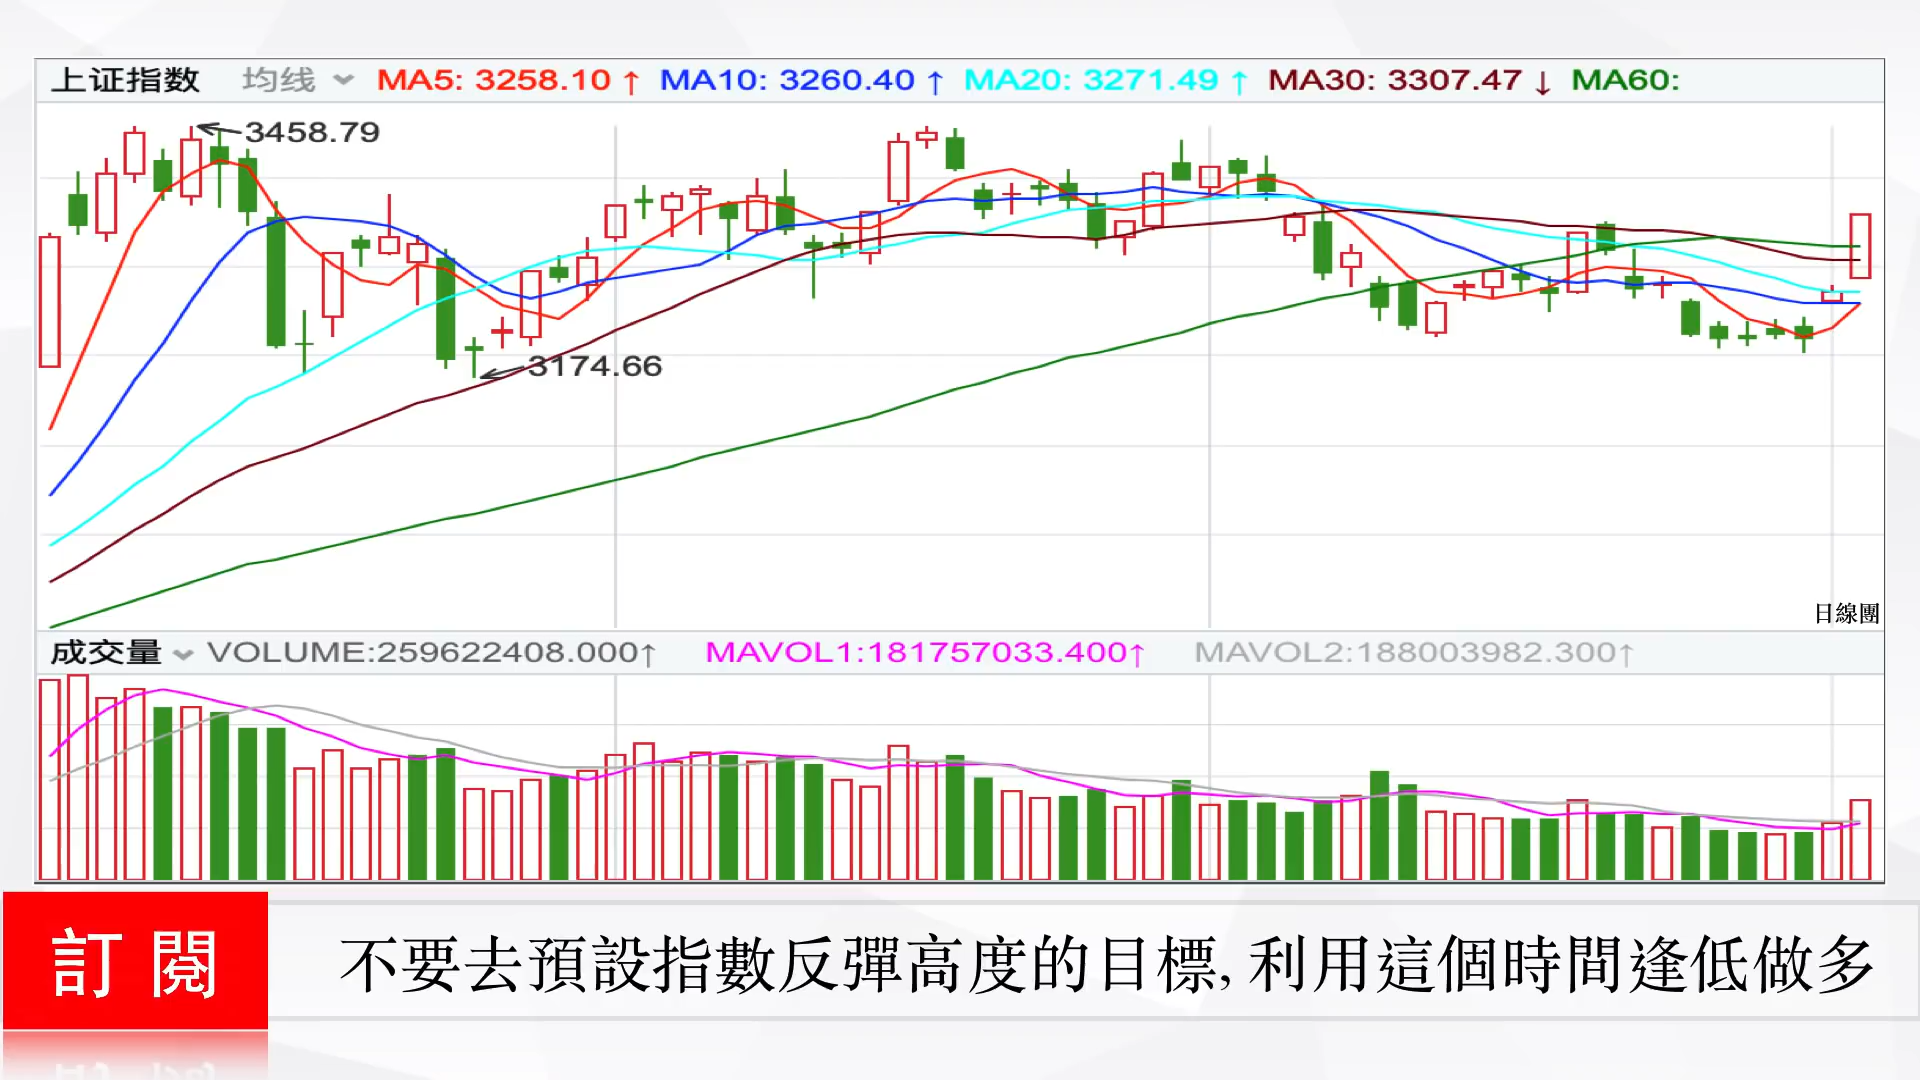 上证指数 均线 MA5: 3258.10 ↑ MA10: 3260.40 ↑ MA20: 3271.49 ↑ MA30: 3307.47 ↓ MA60:
3458.79
3174.66
日線圖
成交量 VOLUME:259622408.000↑ MAVOL1:181757033.400↑ MAVOL2:188003982.300↑
訂閱
不要去預設指數反彈高度的目標,利用這個時間逢低做多